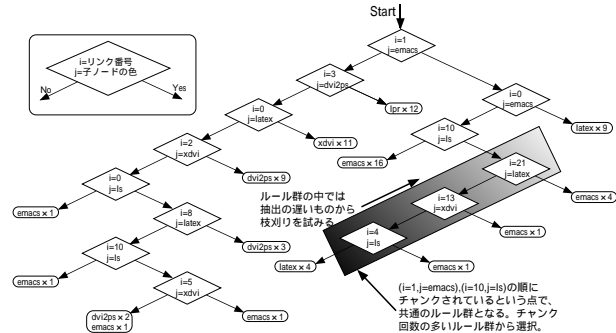 Start
i=リンク番号
j=子ノードの色
No
Yes
i=1
j=emacs
i=3
j=dvi2ps
i=0
j=emacs
i=0
j=latex
lpr×12
i=10
j=ls
latex×9
i=2
j=xdvi
xdvi×11
emacs×16
i=21
j=latex
i=0
j=ls
dvi2ps×9
ルール群の中では
抽出の遅いものから
枝刈りを試みる。
i=13
j=xdvi
emacs×4
emacs×1
i=8
j=latex
i=4
j=ls
emacs×1
i=10
j=ls
dvi2ps×3
latex×4
emacs×1
emacs×1
i=5
j=xdvi
(i=1,j=emacs),(i=10,j=ls)の順に
チャンクされているという点で、
共通のルール群となる。チャンク
回数の多いルール群から選択。
dvi2ps×2
emacs×1
emacs×1